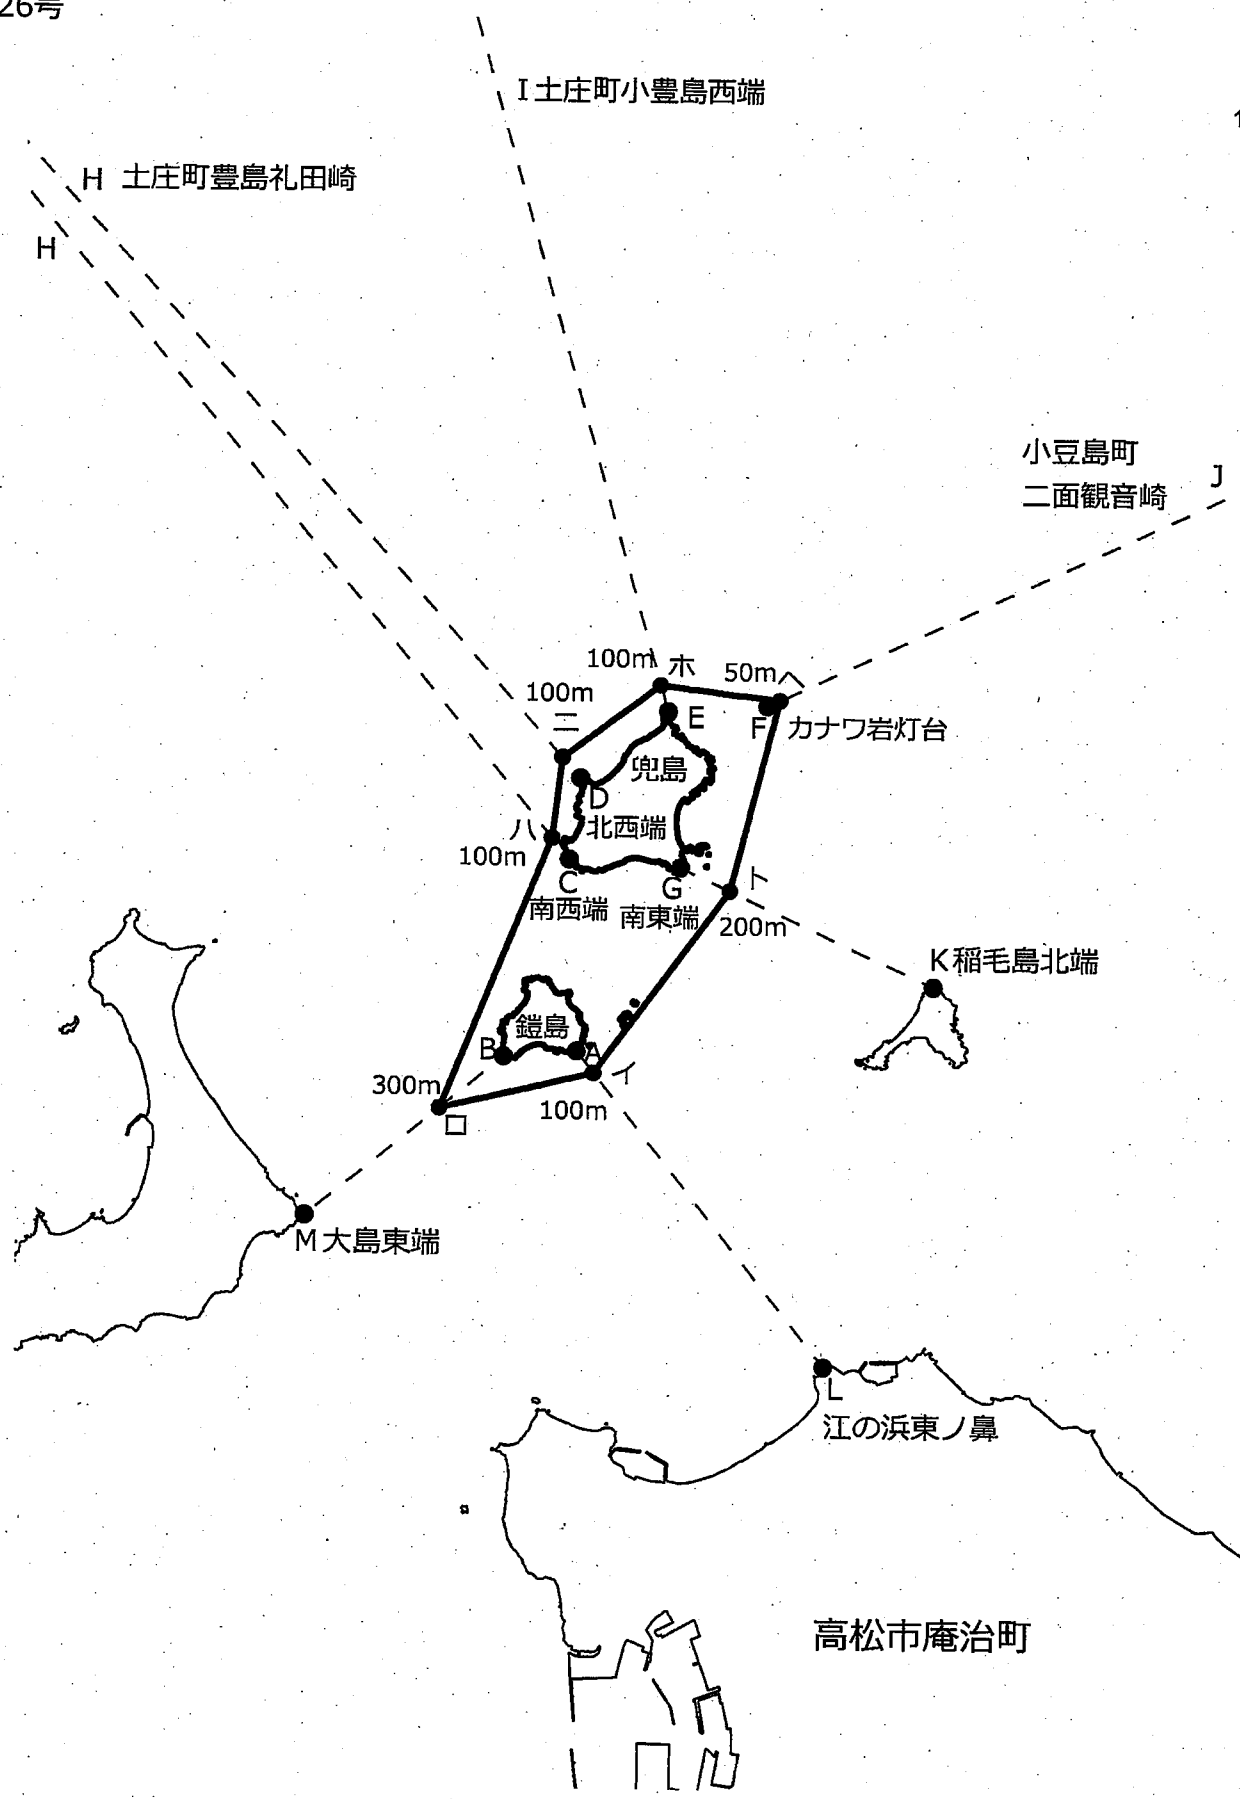 26号
I土庄町小豊島西端
H 土庄町豊島礼田崎
H
小豆島町
J
二面観音崎
100m
ホ
50m
ヘ
100m
ニ
E
F
カナワ岩灯台
兜島
D
北西端
ハ
100m
C
G
ト
南西端
南東端
200m
K稲毛島北端
鎧島
B
A
イ
300m
100m
ロ
M大島東端
L
江の浜東ノ鼻
高松市庵治町